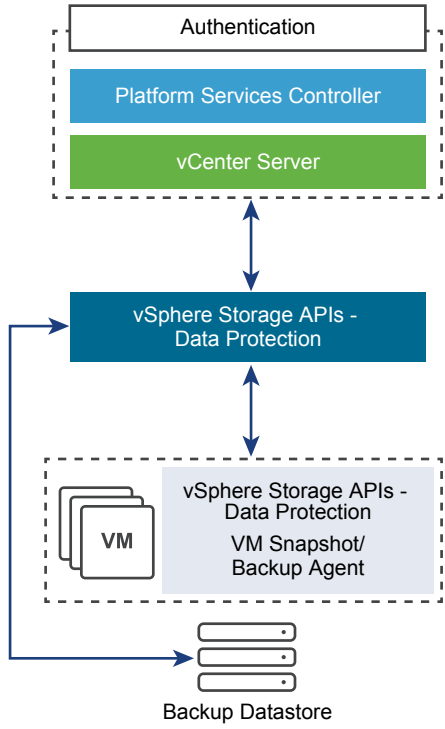 Authentication
Platform Services Controller
vCenter Server
vSphere Storage APIs -
Data Protection
vSphere Storage APIs -
Data Protection
VM
VM Snapshot/
Backup Agent
Backup Datastore